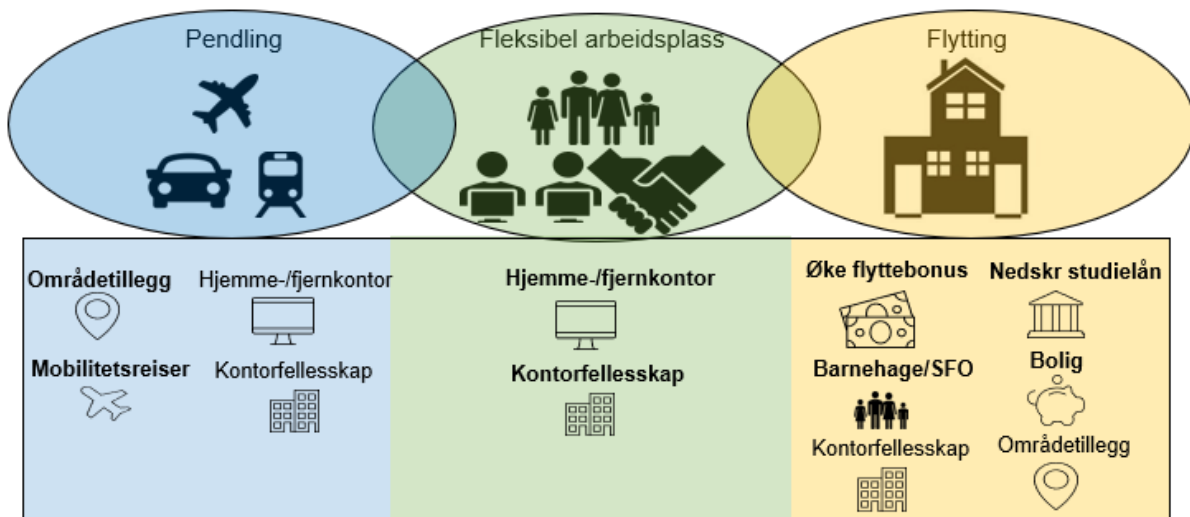 Pendling
Fleksibel arbeidsplass
Flytting
Områdetillegg
Mobilitetsreiser
Hjemme-/fjernkontor
Kontorfellesskap
Hjemme-/fjernkontor
Kontorfellesskap
Øke flyttebonus
Barnehage/SFO
Kontorfellesskap
Nedskr studielån
Bolig
Områdetillegg